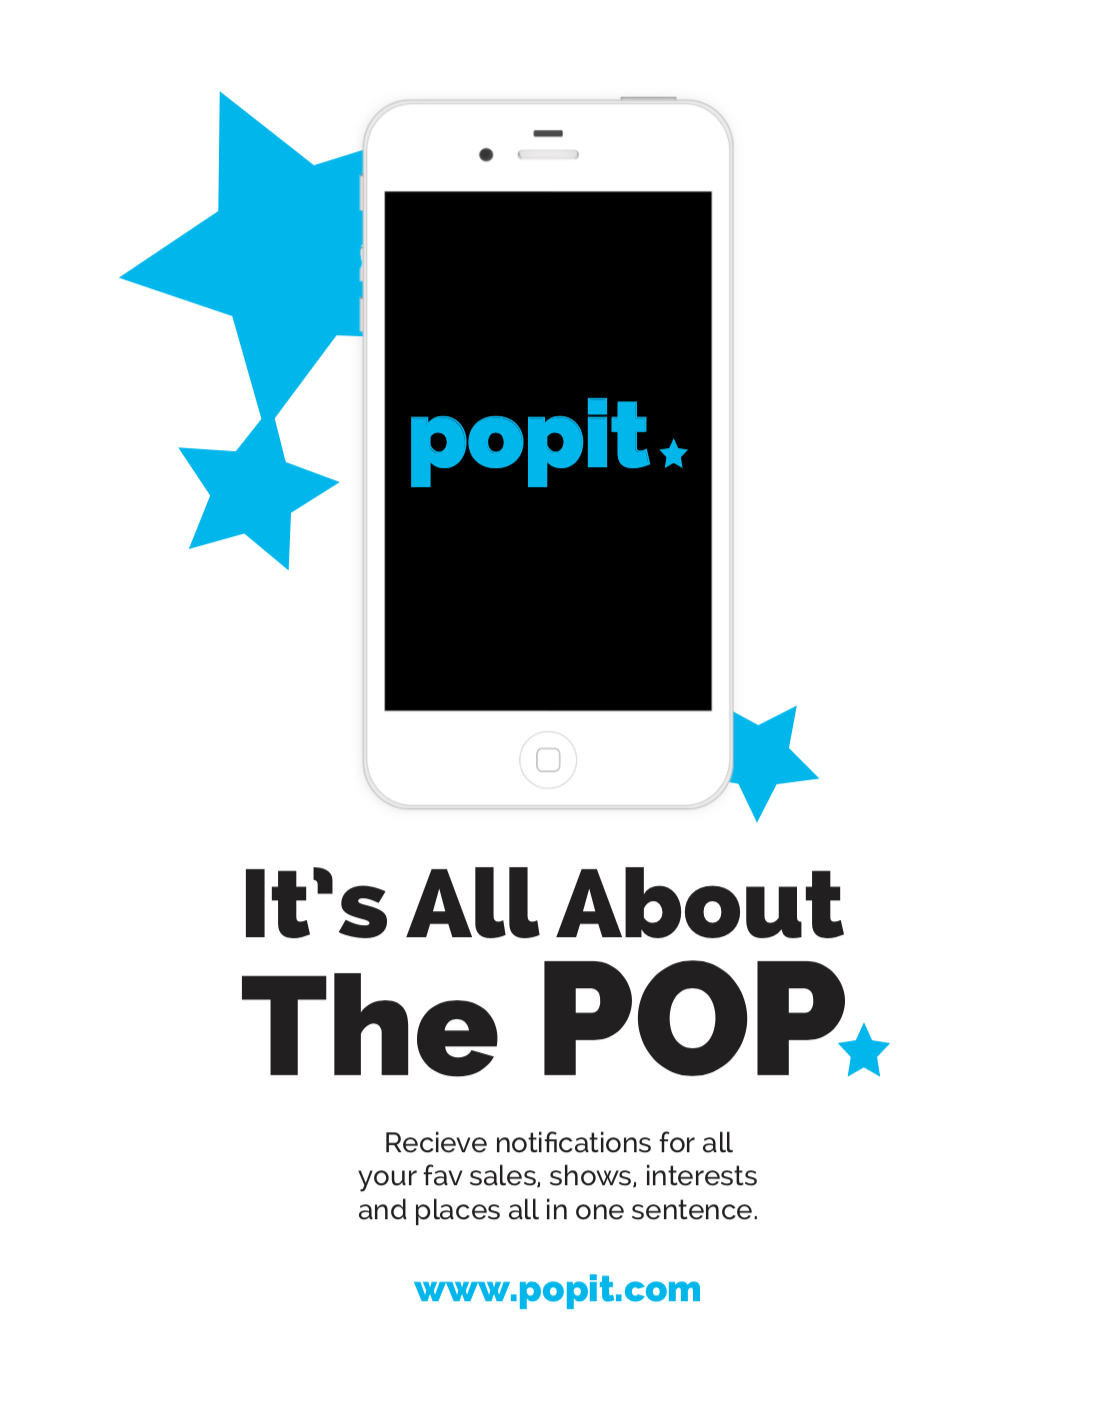 popit.
It's All About
The POP
Recieve notifications for all
your fav sales, shows, interests
and places all in one sentence.
www.popit.com